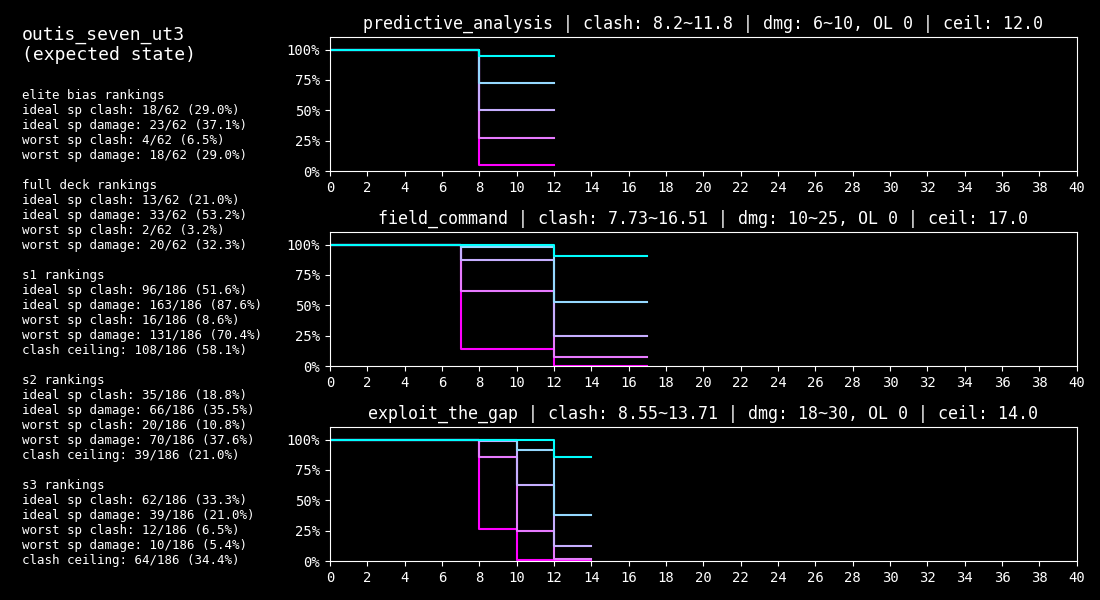 outis_seven_ut3
(expected state)
elite bias rankings
ideal sp clash: 18/62 (29.0%)
ideal sp damage: 23/62 (37.1%)
worst sp clash: 4/62 (6.5%)
worst sp damage: 18/62 (29.0%)
full deck rankings
ideal sp clash: 13/62 (21.0%)
ideal sp damage: 33/62 (53.2%)
worst sp clash: 2/62 (3.2%)
worst sp damage: 20/62 (32.3%)
s1 rankings
ideal sp clash: 96/186 (51.6%)
ideal sp damage: 163/186 (87.6%)
worst sp clash: 16/186 (8.6%)
worst sp damage: 131/186 (70.4%)
clash ceiling: 108/186 (58.1%)
s2 rankings
ideal sp clash: 35/186 (18.8%)
ideal sp damage: 66/186 (35.5%)
worst sp clash: 20/186 (10.8%)
worst sp damage: 70/186 (37.6%)
clash ceiling: 39/186 (21.0%)
s3 rankings
ideal sp clash: 62/186 (33.3%)
ideal sp damage: 39/186 (21.0%)
worst sp clash: 12/186 (6.5%)
worst sp damage: 10/186 (5.4%)
clash ceiling: 64/186 (34.4%)
predictive_analysis | clash: 8.2~11.8 | dmg: 6~10, OL 0 | ceil: 12.0
100%
75%
50%
25%
0%
0 2 4 6 8 10 12 14 16 18 20 22 24 26 28 30 32 34 36 38 40
field_command | clash: 7.73~16.51 | dmg: 10~25, OL 0 | ceil: 17.0
100%
75%
50%
25%
0%
0 2 4 6 8 10 12 14 16 18 20 22 24 26 28 30 32 34 36 38 40
exploit_the_gap | clash: 8.55~13.71 | dmg: 18~30, OL 0 | ceil: 14.0
100%
75%
50%
25%
0%
0 2 4 6 8 10 12 14 16 18 20 22 24 26 28 30 32 34 36 38 40